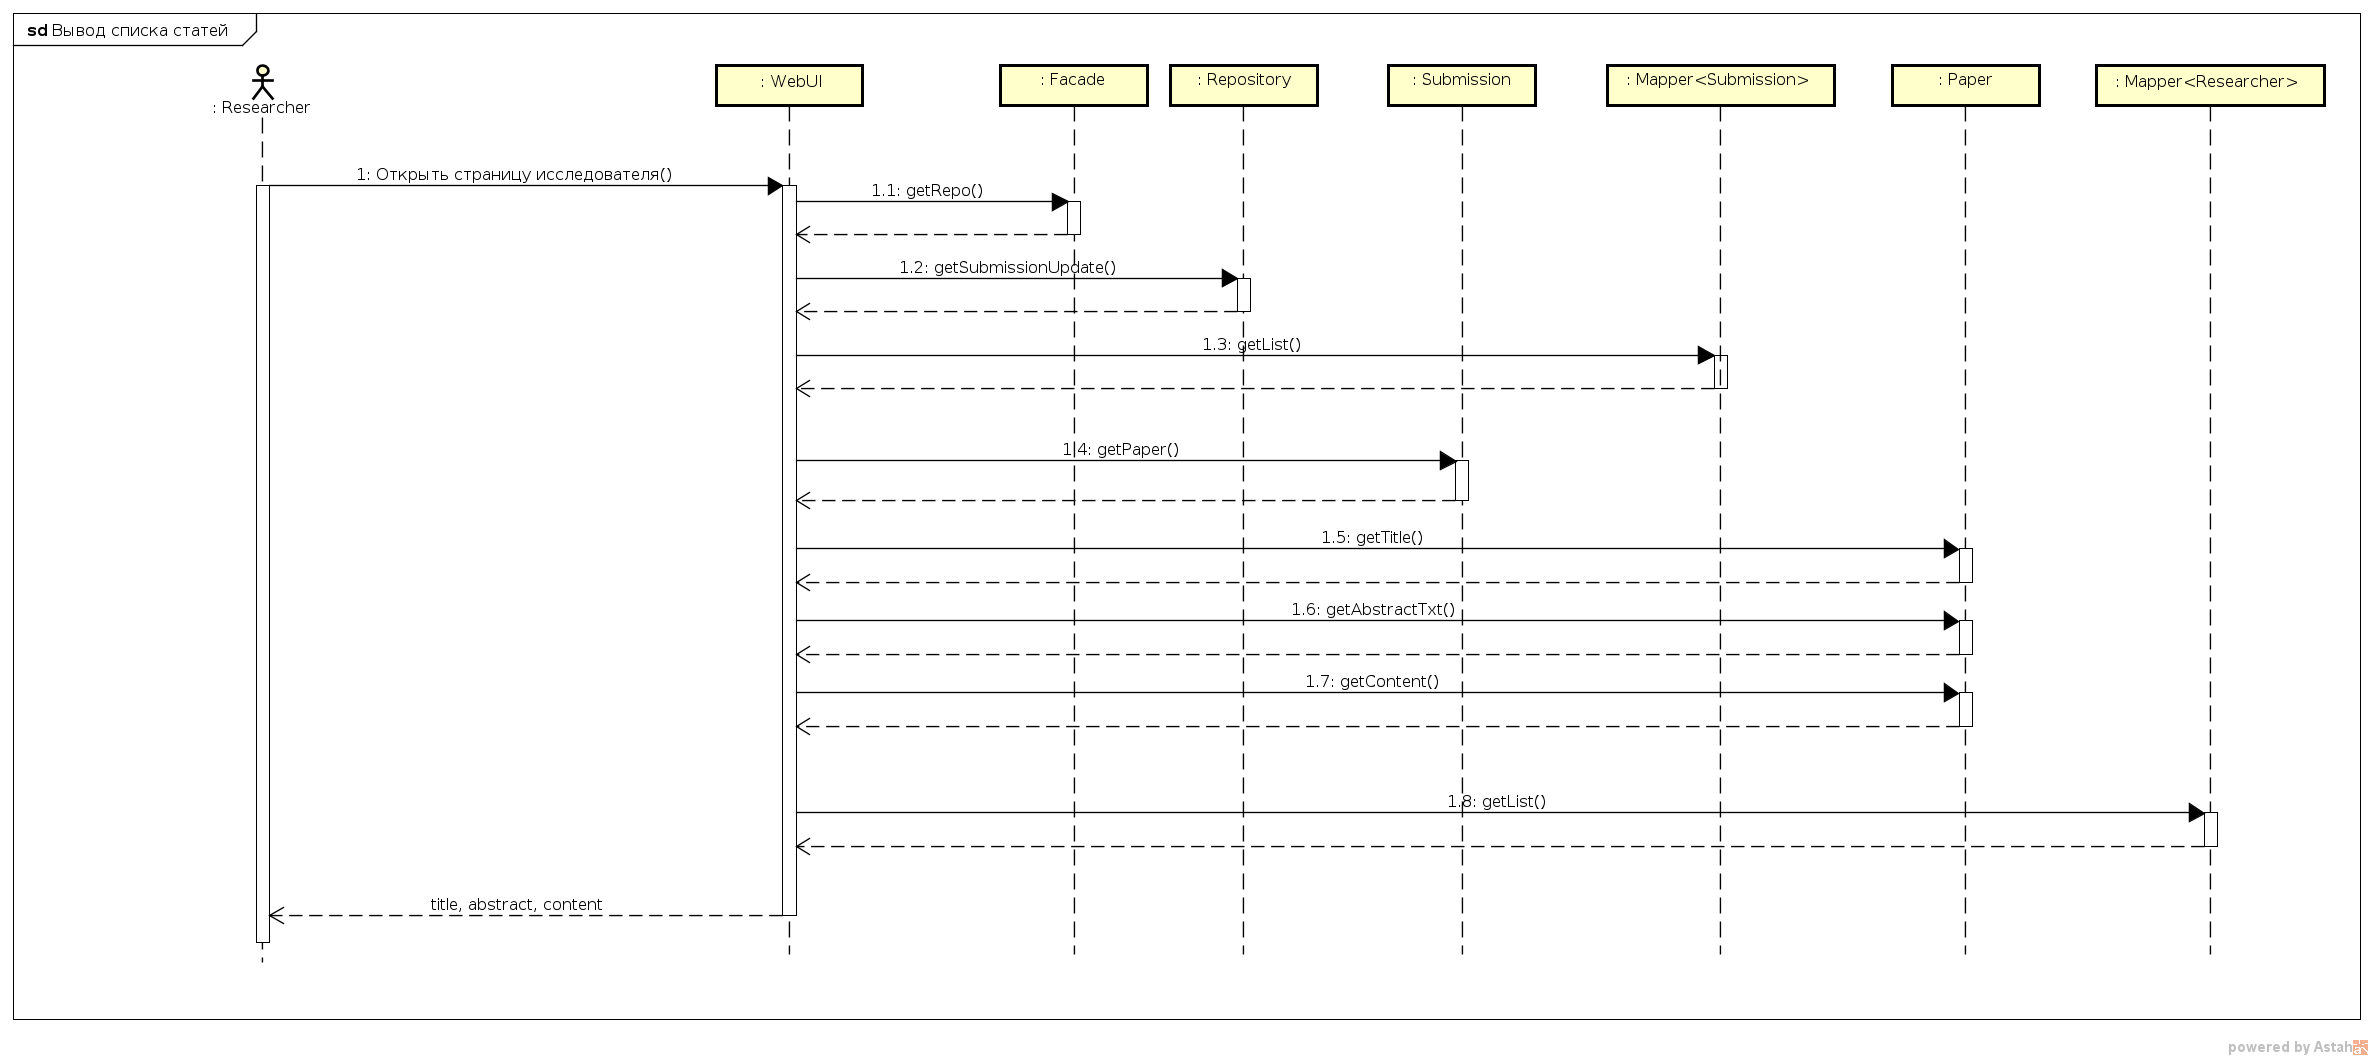 sd Вывод списка статей
: Researcher
: WebUI
: Facade
: Repository
: Submission
: Mapper<Submission>
: Paper
: Mapper<Researcher>
1: Открыть страницу исследователя()
1.1: getRepo()
1.2: getSubmissionUpdate()
1.3: getList()
1.4: getPaper()
1.5: getTitle()
1.6: getAbstractTxt()
1.7: getContent()
1.8: getList()
title, abstract, content
powered by Astah